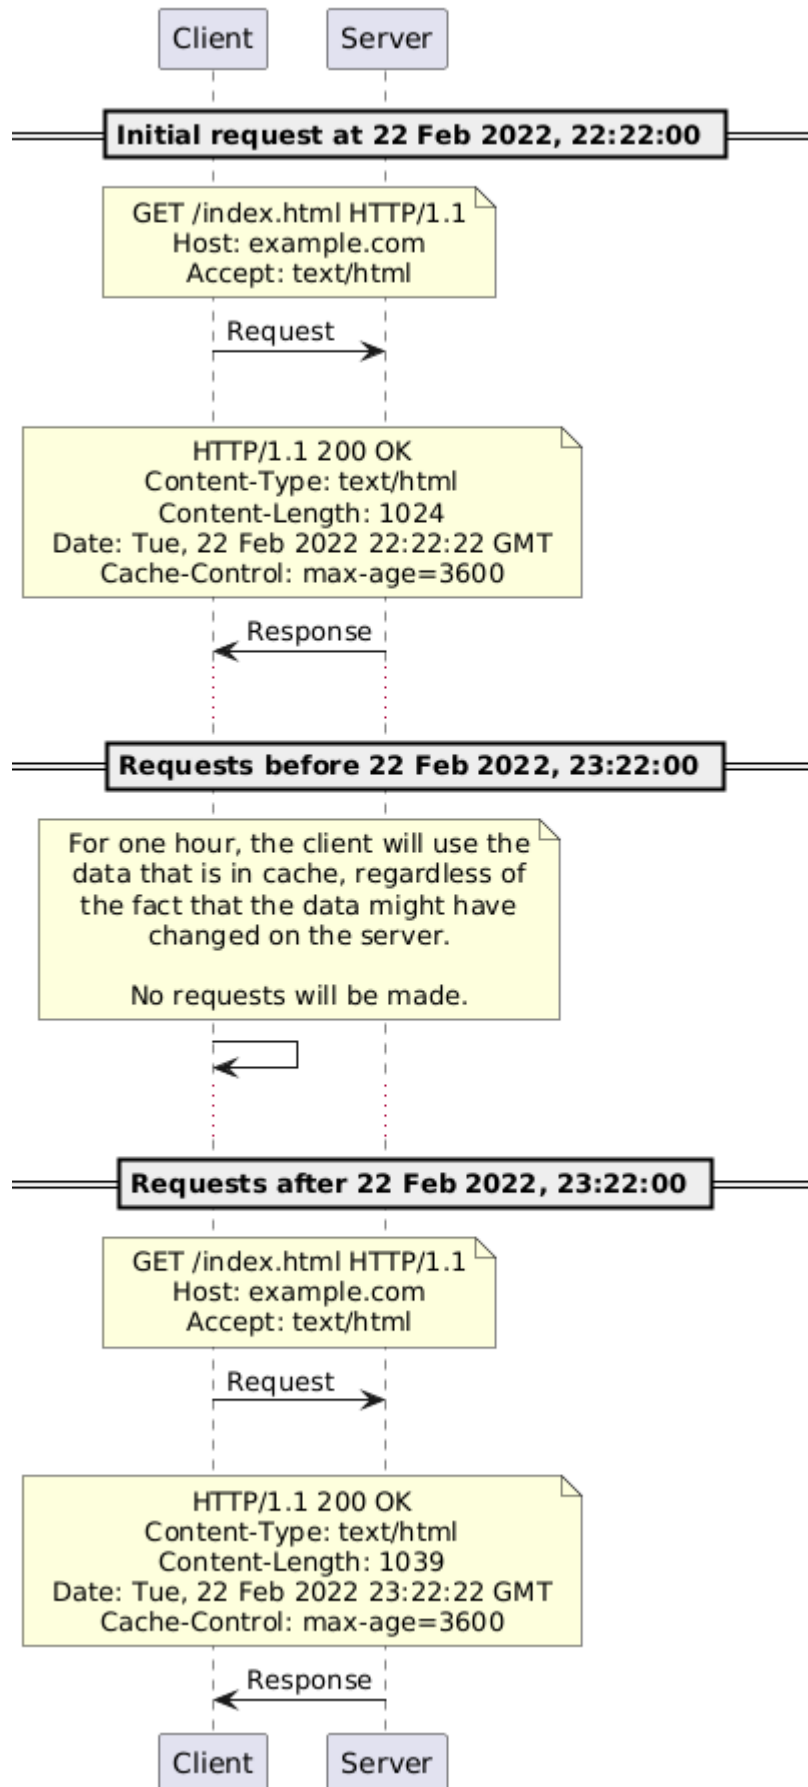 Client Server
Initial request at 22 Feb 2022, 22:22:00
GET /index.html HTTP/1.1
Host: example.com
Accept: text/html
Request
HTTP/1.1 200 OK
Content-Type: text/html
Content-Length: 1024
Date: Tue, 22 Feb 2022 22:22:22 GMT
Cache-Control: max-age=3600
Response
Requests before 22 Feb 2022, 23:22:00
For one hour, the client will use the
data that is in cache, regardless of
the fact that the data might have
changed on the server.
No requests will be made.
Requests after 22 Feb 2022, 23:22:00
GET /index.html HTTP/1.1
Host: example.com
Accept: text/html
Request
HTTP/1.1 200 OK
Content-Type: text/html
Content-Length: 1039
Date: Tue, 22 Feb 2022 23:22:22 GMT
Cache-Control: max-age=3600
Response
Client Server